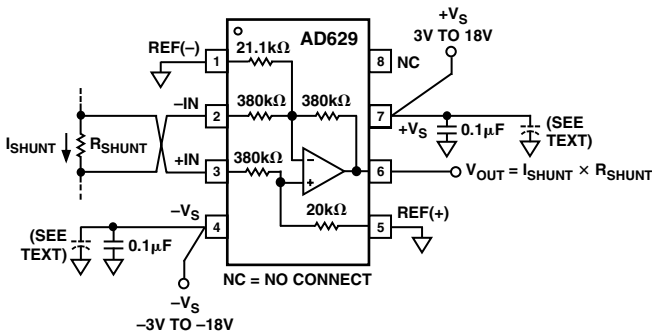 +VS
3V TO 18V
AD629
REF(–)
21.1kΩ
1
8
NC
–IN
380kΩ
380kΩ
2
7
+VS
0.1µF
(SEE
TEXT)
ISHUNT
RSHUNT
–
+IN
380kΩ
3
+
6
VOUT = ISHUNT × RSHUNT
–VS
20kΩ
REF(+)
4
5
(SEE
TEXT)
0.1µF
NC = NO CONNECT
–VS
–3V TO –18V